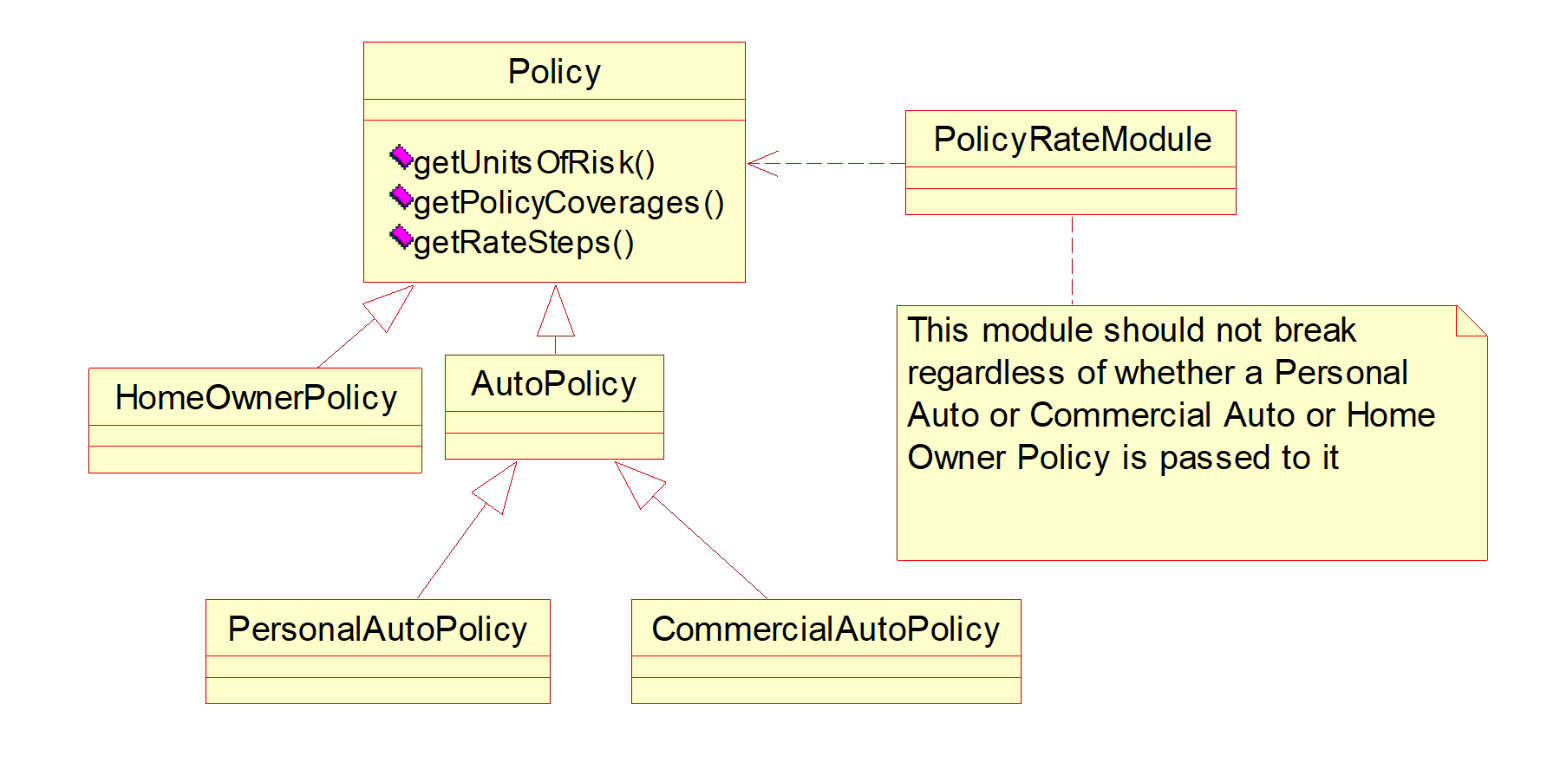 Policy
getUnitsOfRisk()
getPolicyCoverages()
getRateSteps()
PolicyRateModule
This module should not break
regardless of whether a Personal
Auto or Commercial Auto or Home
Owner Policy is passed to it
HomeOwnerPolicy
AutoPolicy
PersonalAutoPolicy
CommercialAutoPolicy